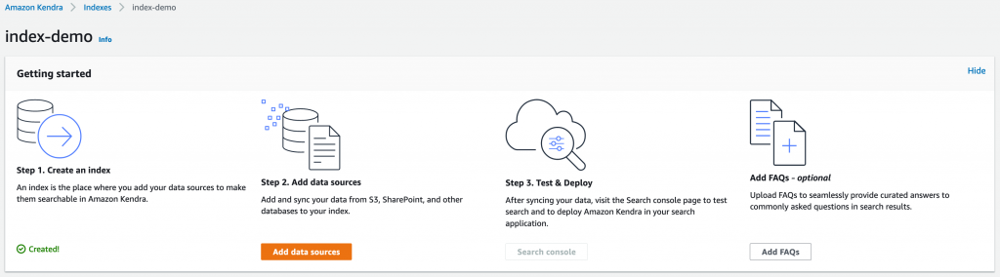 Amazon Kendra > Indexes > index-demo
index-demo Info
Getting started
Hide
Step 1. Create an index
An index is the place where you add your data sources to make
them searchable in Amazon Kendra.
Created!
Step 2. Add data sources
Add and sync your data from S3, SharePoint, and other
databases to your index.
Add data sources
Step 3. Test & Deploy
After syncing your data, visit the Search console page to test
search and to deploy Amazon Kendra in your search
application.
Search console
Add FAQs - optional
Upload FAQs to seamlessly provide curated answers to
commonly asked questions in search results.
Add FAQs